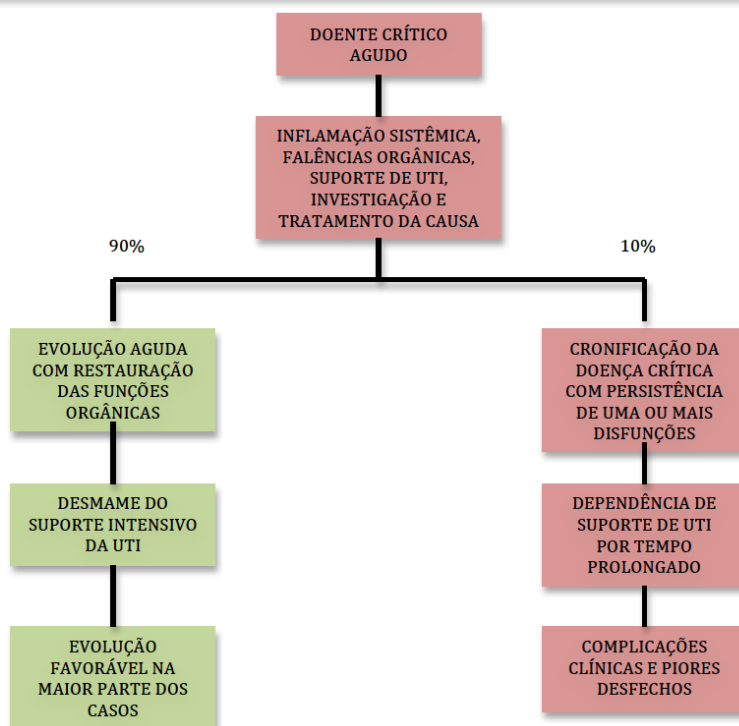 DOENTE CRÍTICO
AGUDO
INFLAMAÇÃO SISTÊMICA,
FALÊNCIAS ORGÂNICAS,
SUPORTE DE UTI,
INVESTIGAÇÃO E
TRATAMENTO DA CAUSA
90%
10%
EVOLUÇÃO AGUDA
COM RESTAURAÇÃO
DAS FUNÇÕES
ORGÂNICAS
CRONIFICAÇÃO DA
DOENÇA CRÍTICA
COM PERSISTÊNCIA
DE UMA OU MAIS
DISFUNÇÕES
DESMAME DO
SUPORTE INTENSIVO
DA UTI
DEPENDÊNCIA DE
SUPORTE DE UTI
POR TEMPO
PROLONGADO
EVOLUÇÃO
FAVORÁVEL NA
MAIOR PARTE DOS
CASOS
COMPLICAÇÕES
CLÍNICAS E PIORES
DESFECHOS